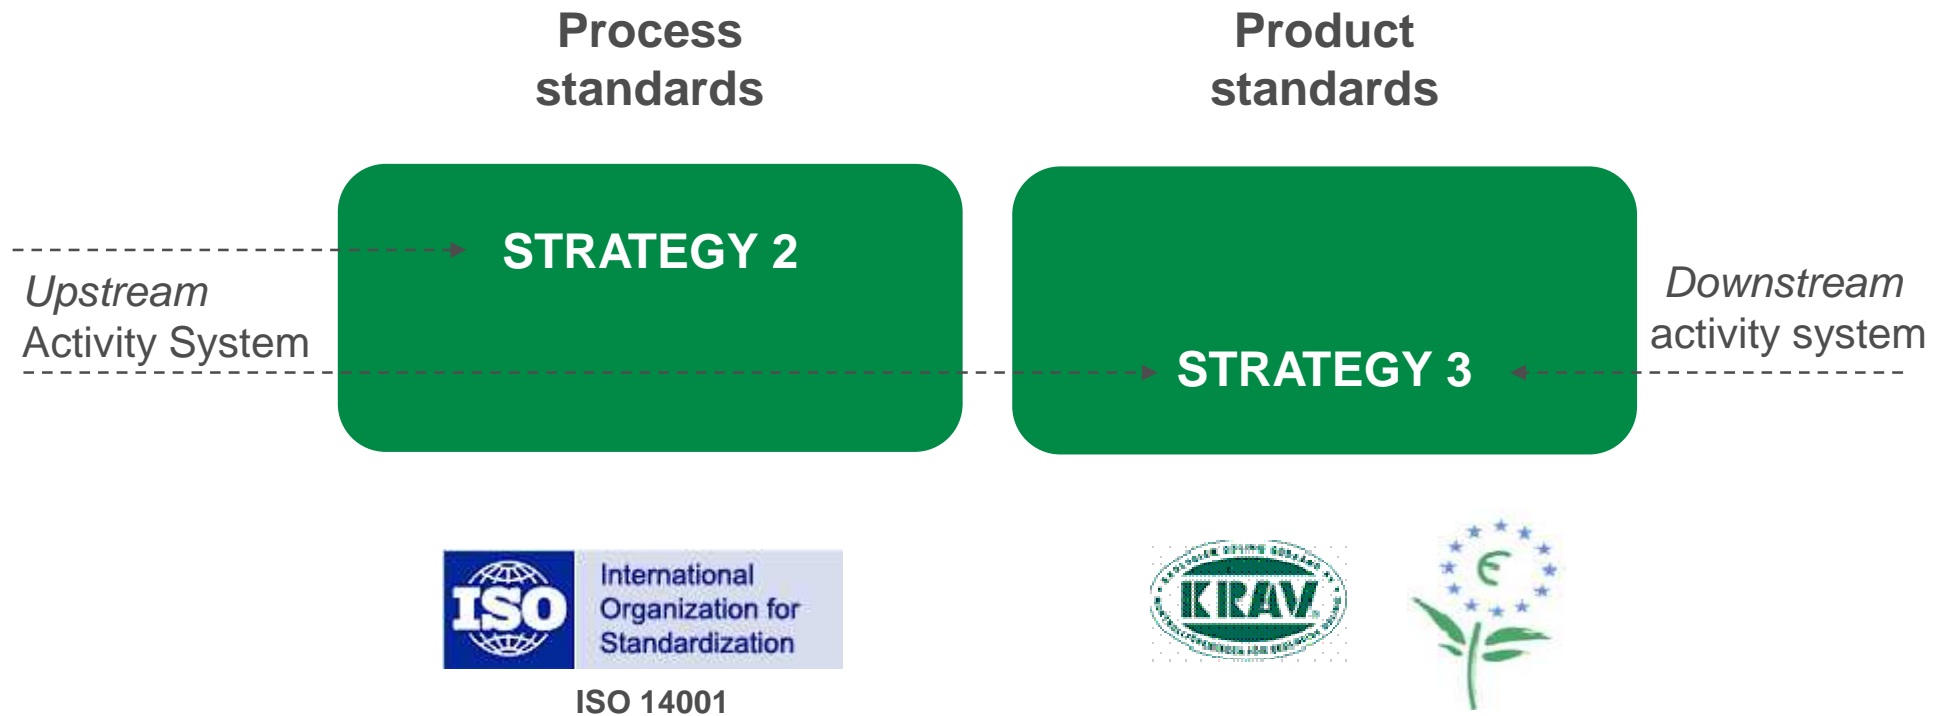 Process
standards
Product
standards
STRATEGY 2
Upstream
Activity System
Downstream
activity system
STRATEGY 3
ISO
International
Organization for
Standardization
ISO 14001
KRAV